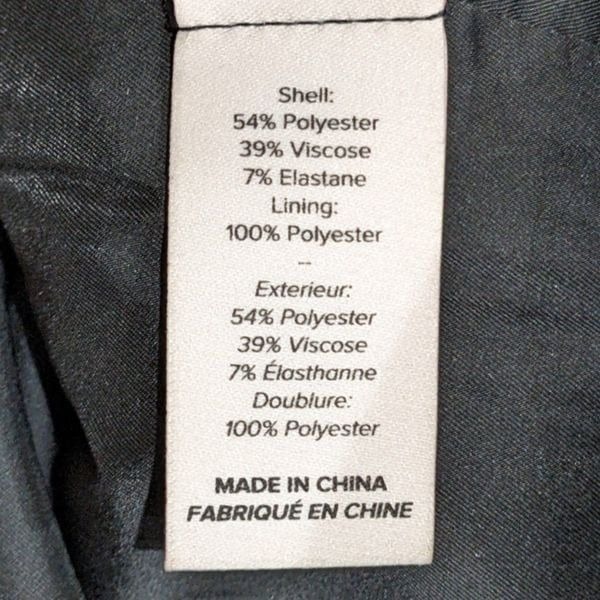 Shell:
54% Polyester
39% Viscose
7% Elastane
Lining:
100% Polyester
--
Exterieur:
54% Polyester
39% Viscose
7% Élasthanne
Doublure:
100% Polyester
MADE IN CHINA
FABRIQUÉ EN CHINE